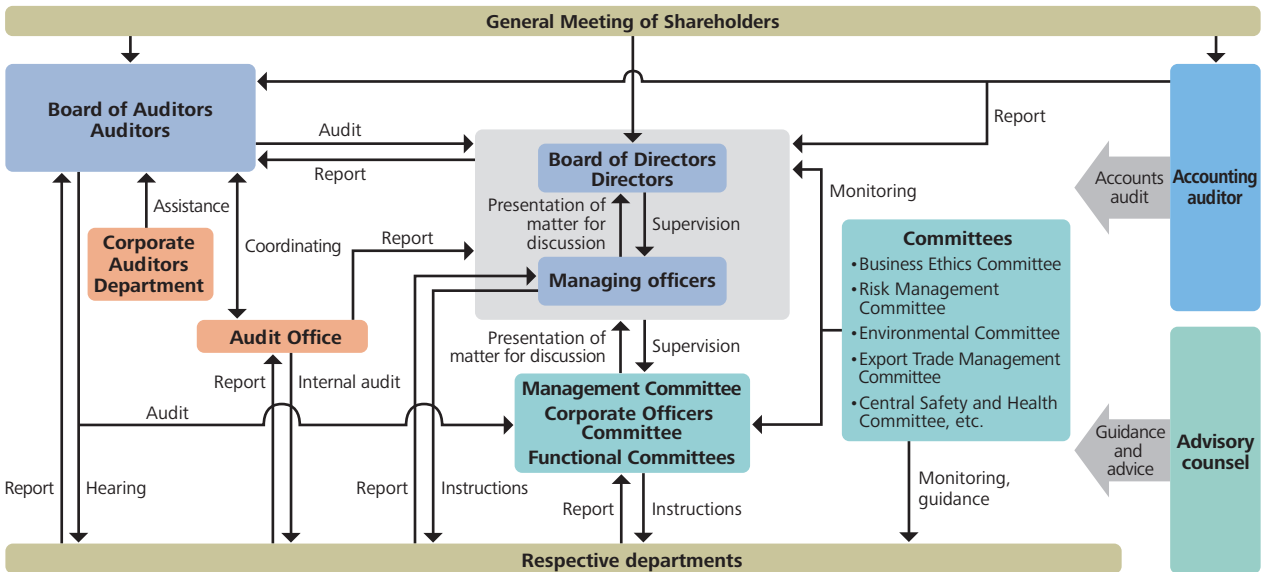 General Meeting of Shareholders
Board of Auditors
Auditors
Audit
Report
Board of Directors
Directors
Report
Monitoring
Accounts
audit
Accounting
auditor
Assistance
Corporate
Auditors
Department
Coordinating
Report
Presentation of
matter for
discussion
Supervision
Managing officers
Committees
•Business Ethics Committee
•Risk Management
Committee
•Environmental Committee
•Export Trade Management
Committee
•Central Safety and Health
Committee, etc.
Audit Office
Presentation of
matter for discussion
Supervision
Report
Internal audit
Audit
Management Committee
Corporate Officers
Committee
Functional Committees
Guidance
and
advice
Advisory
counsel
Report
Hearing
Report
Instructions
Report
Instructions
Monitoring,
guidance
Respective departments